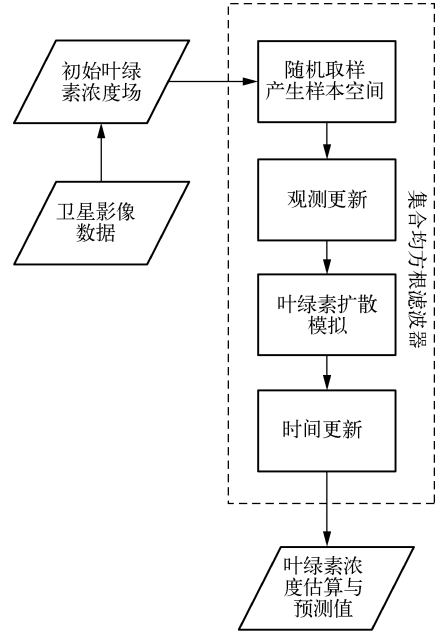 初始叶绿
素浓度场
卫星影像
数据
随机取样
产生样本空间
观测更新
叶绿素扩散
模拟
时间更新
集合均方根滤波器
叶绿素浓
度估算与
预测值